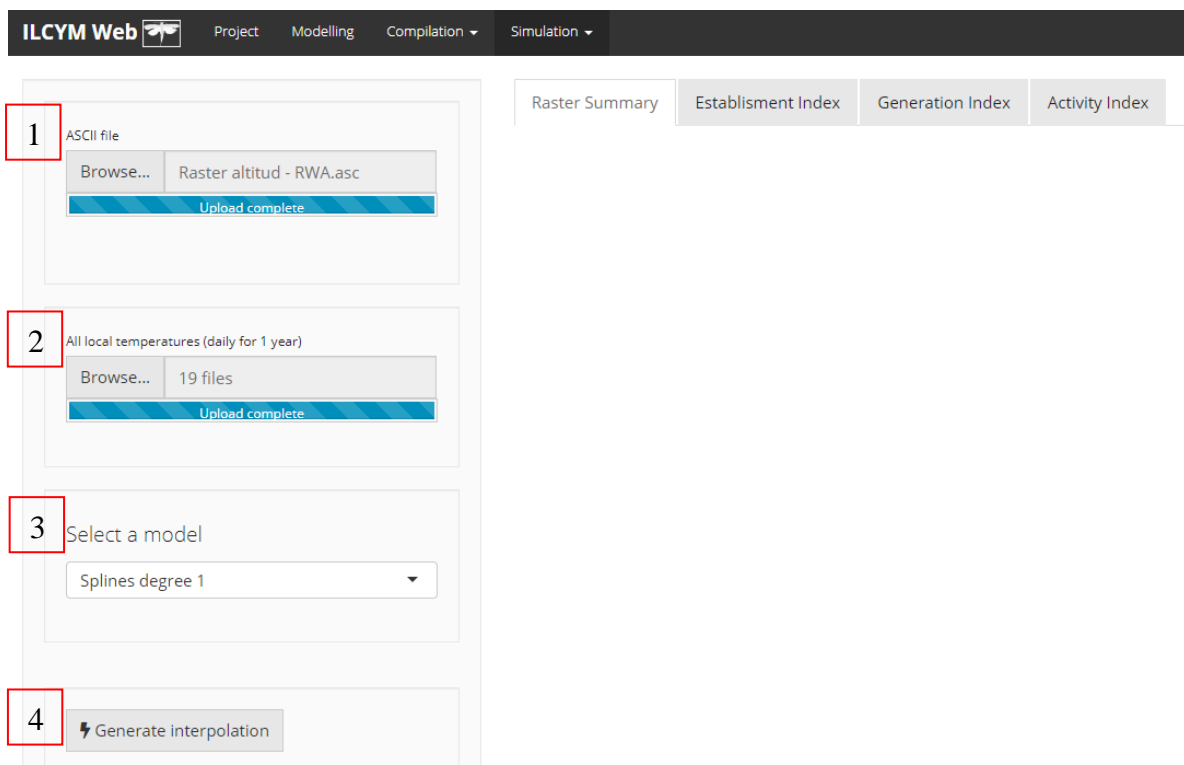 ILCYM Web Project Modelling Compilation Simulation
Raster Summary Establisment Index Generation Index Activity Index
1
ASCII file
Browse... Raster altitud - RWA.asc
Upload complete
2
All local temperatures (daily for 1 year)
Browse... 19 files
Upload complete
3
Select a model
Splines degree 1
4
Generate interpolation